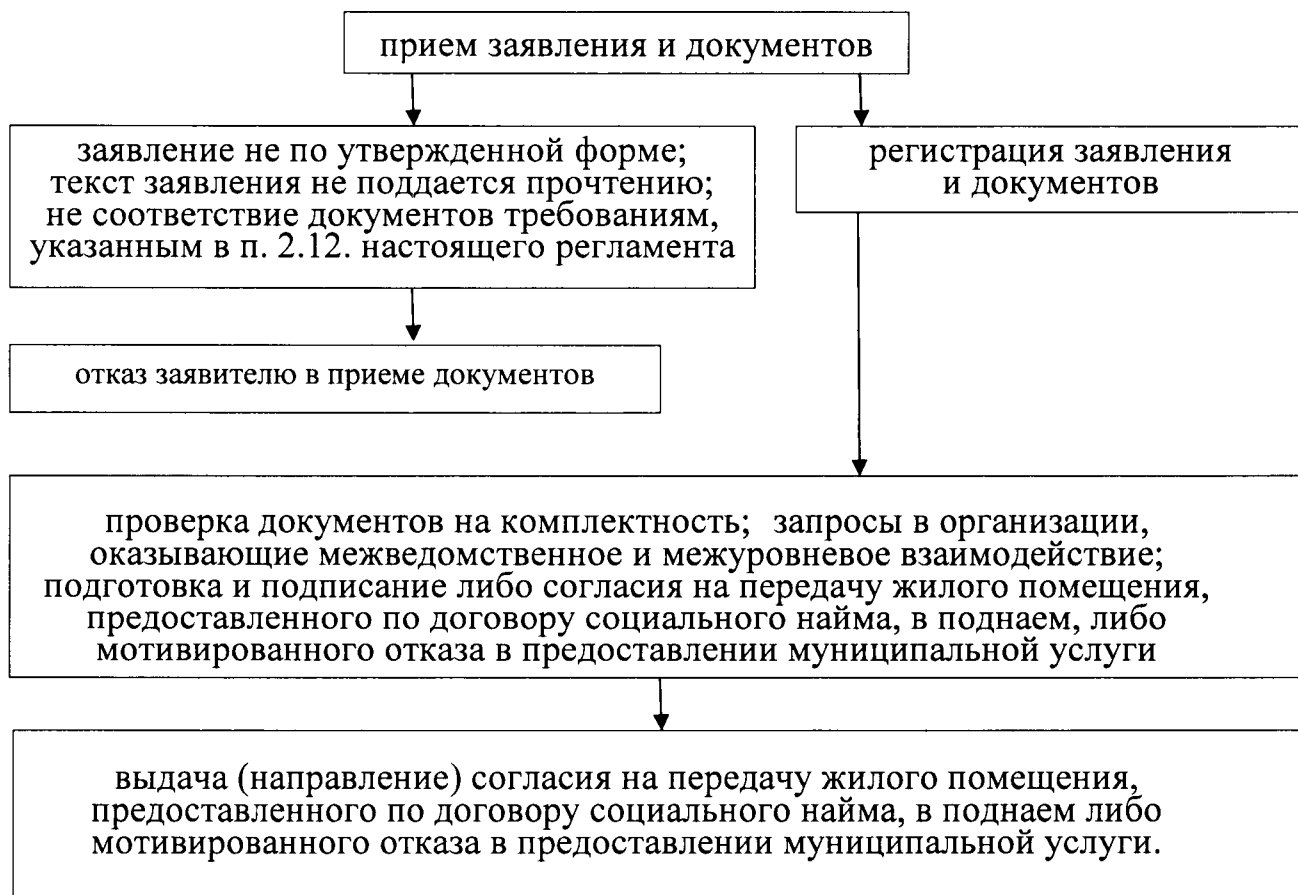 прием заявления и документов
заявление не по утвержденной форме;
текст заявления не поддается прочтению;
не соответствие документов требованиям,
указанным в п. 2.12. настоящего регламента
регистрация заявления
и документов
отказ заявителю в приеме документов
проверка документов на комплектность; запросы в организации,
оказывающие межведомственное и межуровневое взаимодействие;
подготовка и подписание либо согласия на передачу жилого помещения,
предоставленного по договору социального найма, в поднаем, либо
мотивированного отказа в предоставлении муниципальной услуги
выдача (направление) согласия на передачу жилого помещения,
предоставленного по договору социального найма, в поднаем либо
мотивированного отказа в предоставлении муниципальной услуги.